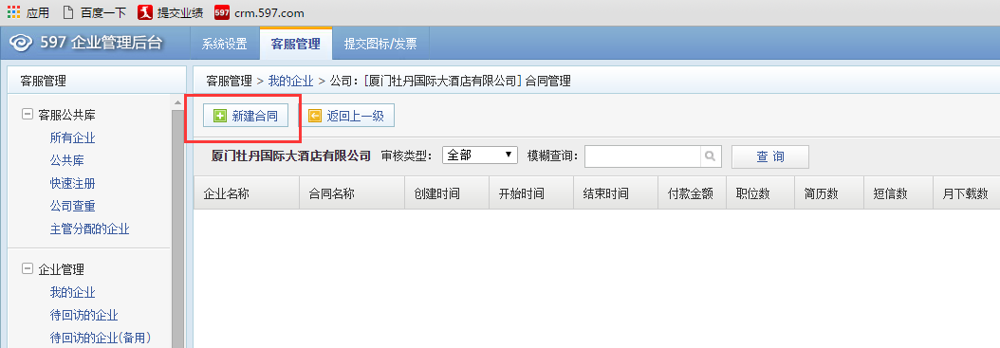 应用 百度一下 提交业绩 597 crm.597.com
597 企业管理后台 系统设置 客服管理 提交图标/发票
客服管理
客服管理 > 我的企业 > 公司：[厦门牡丹国际大酒店有限公司] 合同管理
新建合同 返回上一级
客服公共库
所有企业
公共库
快速注册
公司查重
主管分配的企业
企业管理
我的企业
待回访的企业
待回访的企业(备用)
厦门牡丹国际大酒店有限公司 审核类型： 全部 模糊查询： 查 询
企业名称 合同名称 创建时间 开始时间 结束时间 付款金额 职位数 简历数 短信数 月下载数